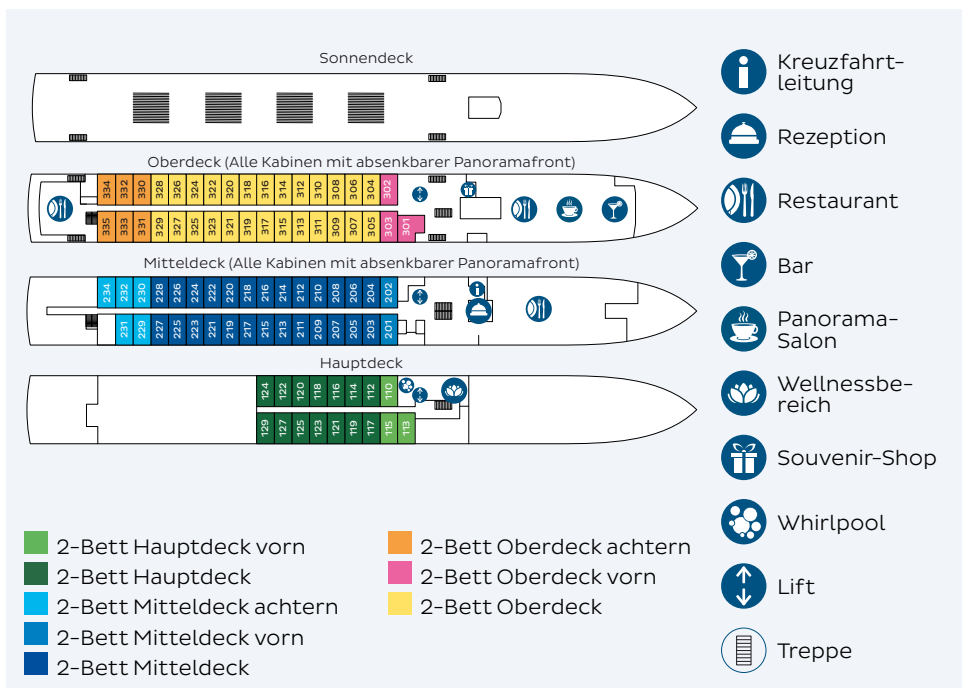 Sonnendeck
Oberdeck (Alle Kabinen mit absenkbarer Panoramafront)
334 332 330 328 326 324 322 320 318 316 314 312 310 308 306 304 302
335 333 331 329 327 325 323 321 319 317 315 313 311 309 307 305 303 301
Mitteldeck (Alle Kabinen mit absenkbarer Panoramafront)
234 232 230 228 226 224 222 220 218 216 214 212 210 208 206 204 202
231 229 227 225 223 221 219 217 215 213 211 209 207 205 203 201
Hauptdeck
124 122 120 118 116 114 112 110
129 127 125 123 121 119 117 115 113
2-Bett Hauptdeck vorn
2-Bett Hauptdeck
2-Bett Mitteldeck achtern
2-Bett Mitteldeck vorn
2-Bett Mitteldeck
2-Bett Oberdeck achtern
2-Bett Oberdeck vorn
2-Bett Oberdeck
Kreuzfahrt-
leitung
Rezeption
Restaurant
Bar
Panorama-
Salon
Wellnessbe-
reich
Souvenir-Shop
Whirlpool
Lift
Treppe